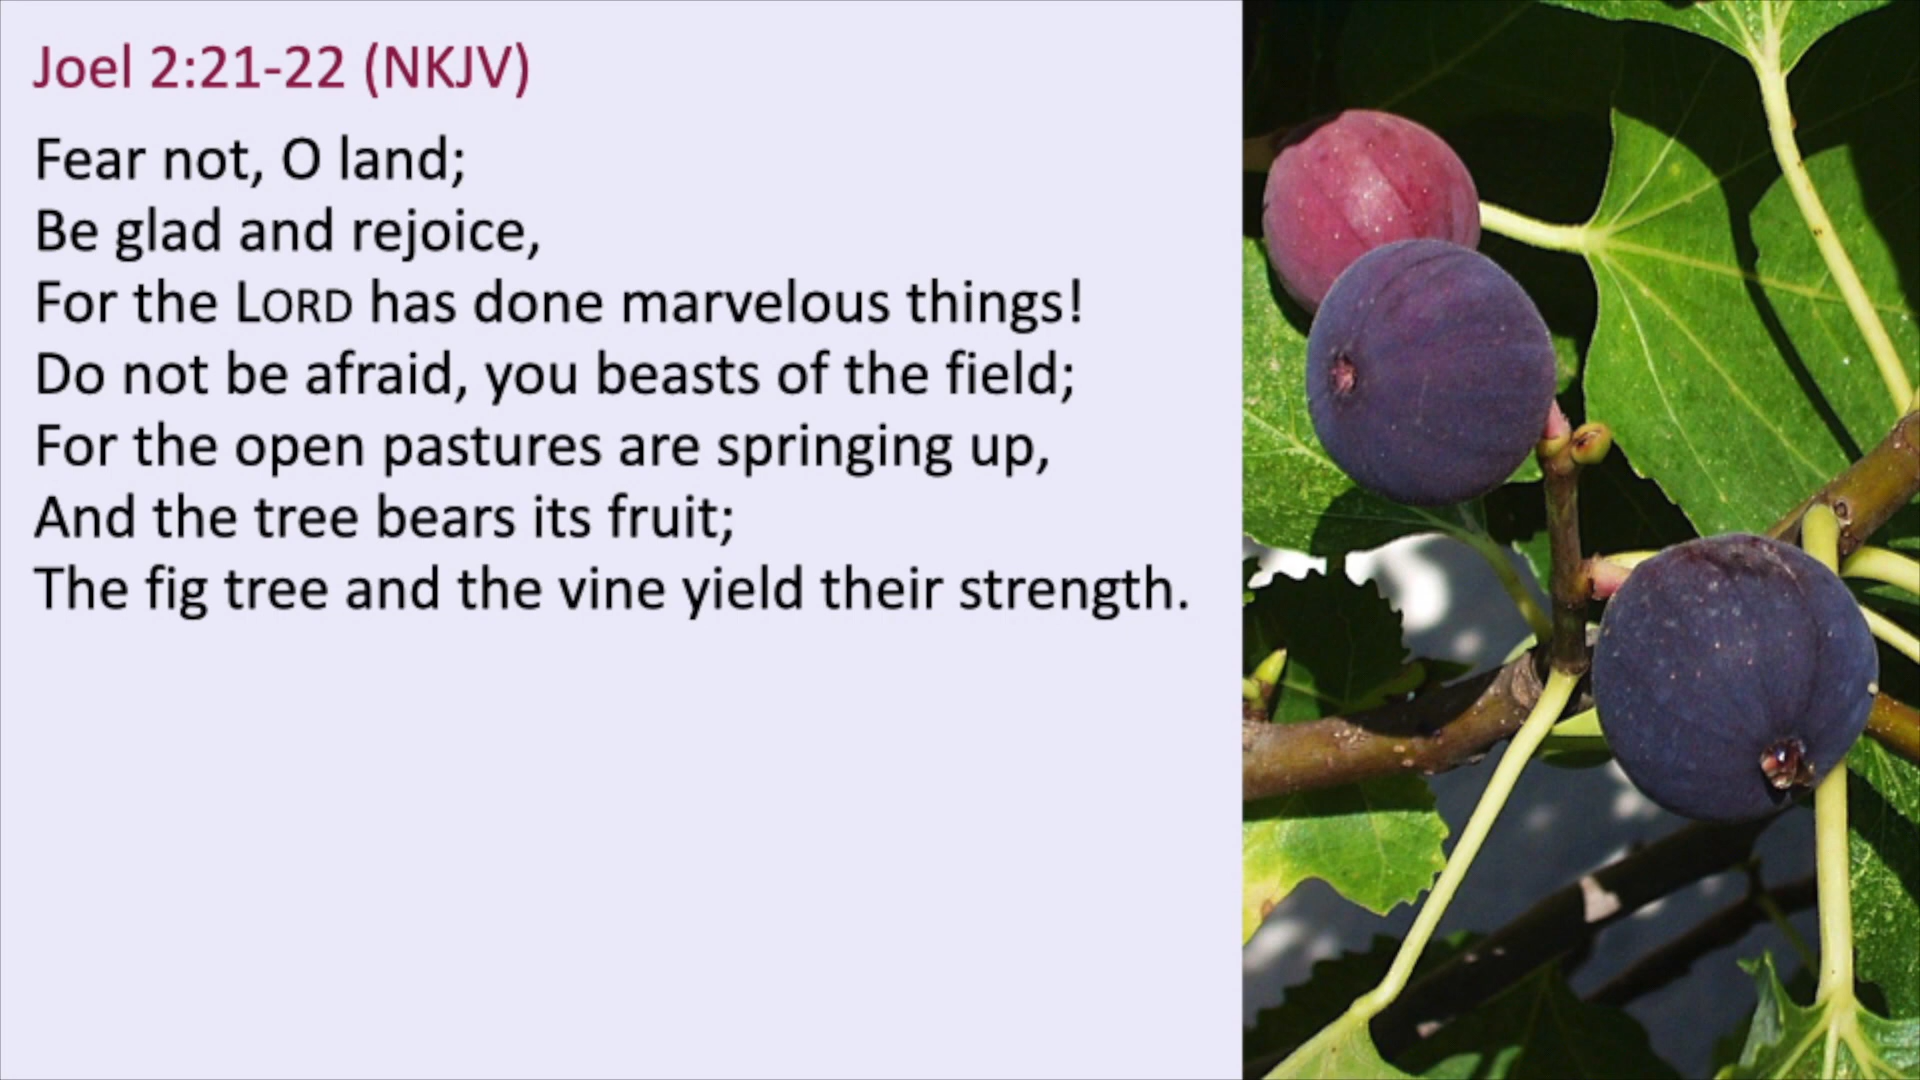 Joel 2:21-22 (NKJV)
Fear not, O land;
Be glad and rejoice,
For the LORD has done marvelous things!
Do not be afraid, you beasts of the field;
For the open pastures are springing up,
And the tree bears its fruit;
The fig tree and the vine yield their strength.